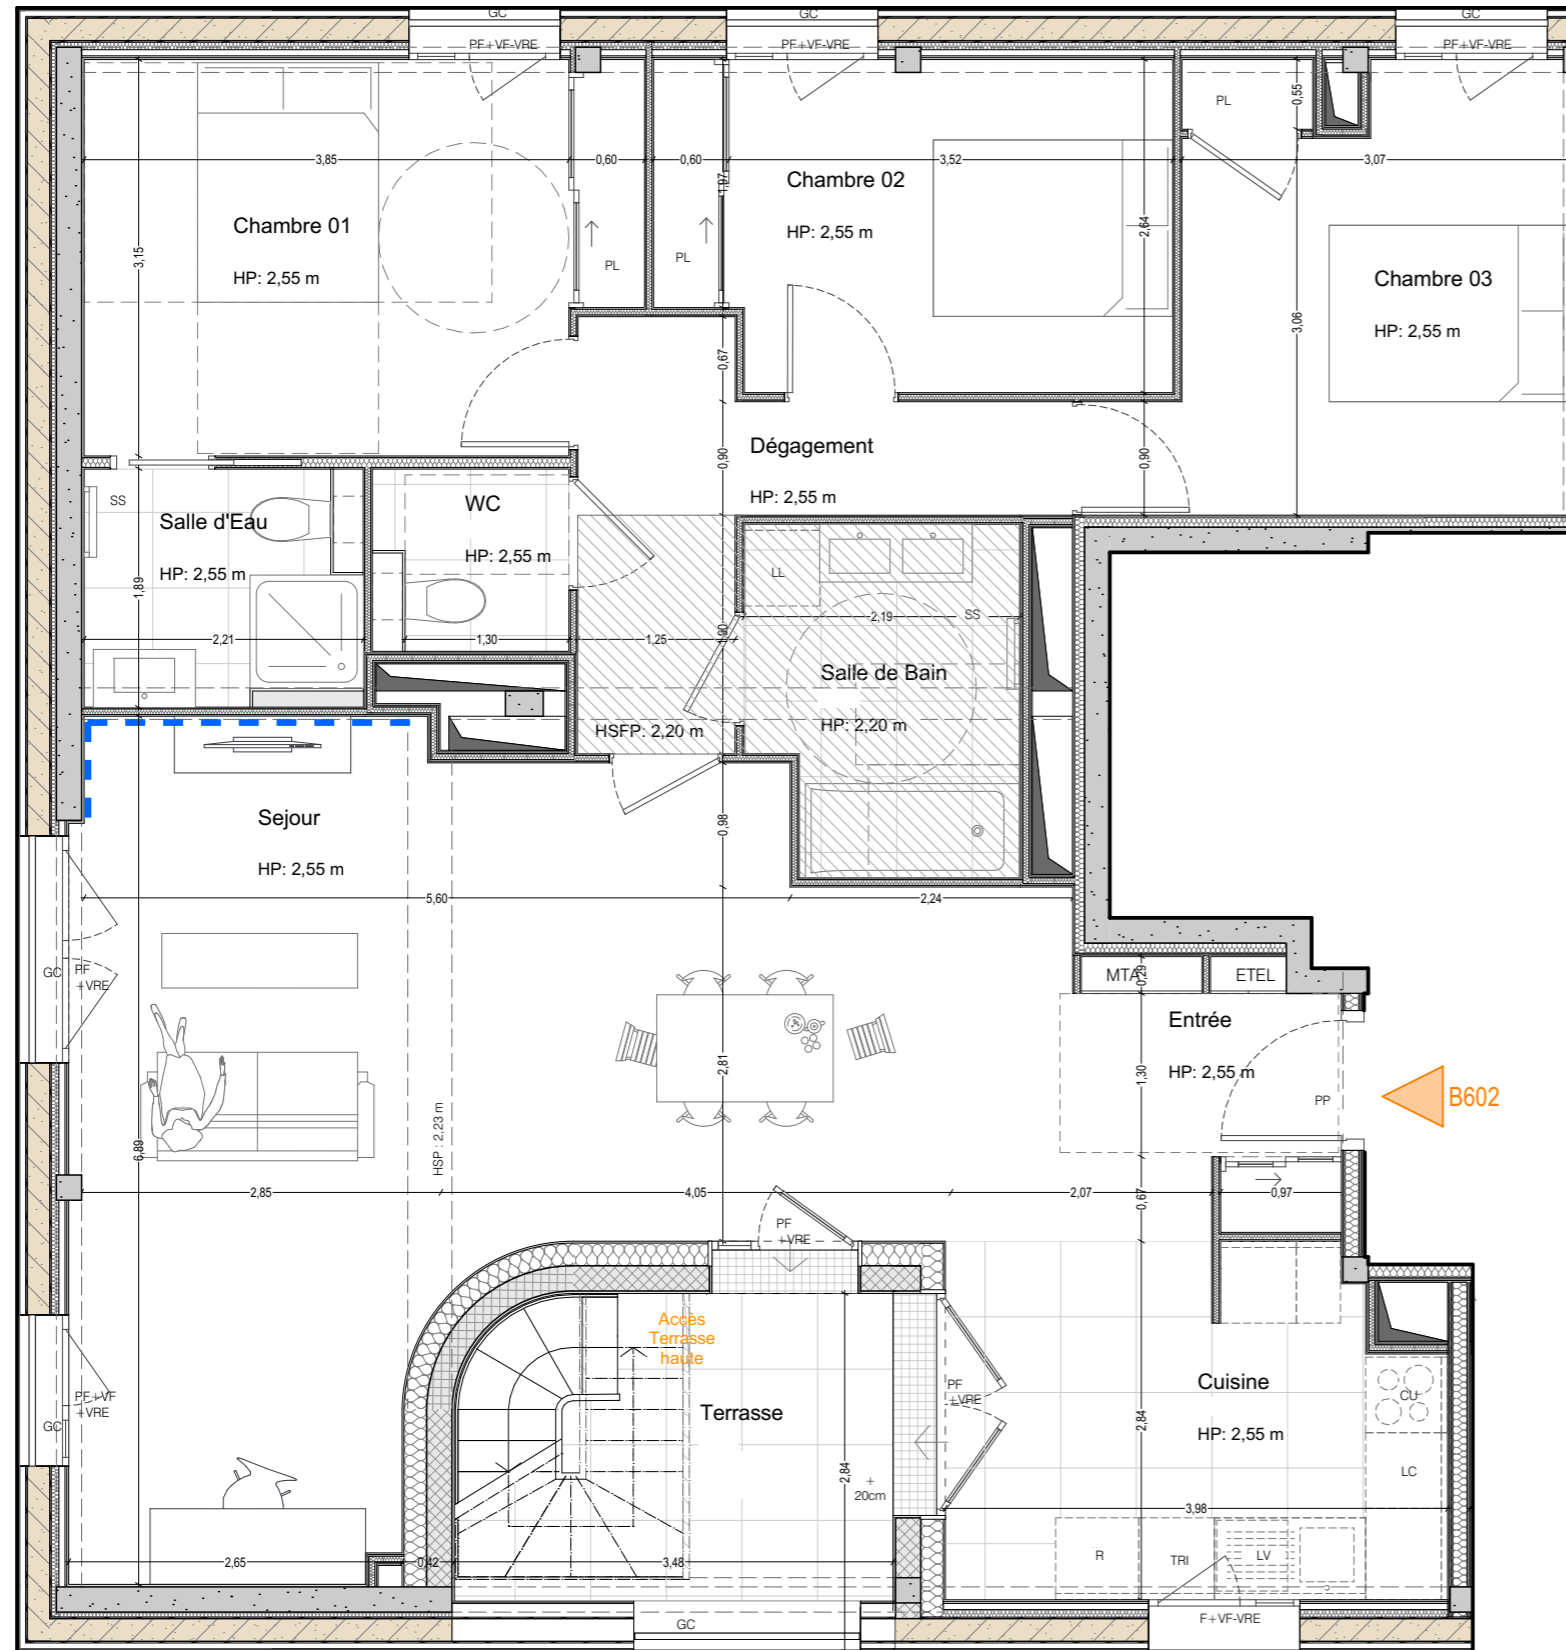 GC
GC
GC
PF+VF-VRE
PF+VF-VRE
PF+VF-VRE
PL
0,55
3,85
0,60
0,60
3,52
3,07
1,97
Chambre 01
HP: 2,55 m
3,15
PL
PL
Chambre 02
HP: 2,55 m
2,64
Chambre 03
HP: 2,55 m
3,06
0,67
Dégagement
HP: 2,55 m
0,90
0,90
SS
Salle d'Eau
HP: 2,55 m
1,89
2,21
WC
HP: 2,55 m
1,30
1,25
1,90
LL
2,19
SS
Salle de Bain
HP: 2,20 m
HSFP: 2,20 m
Sejour
HP: 2,55 m
0,98
5,60
2,24
GC
PF
+VRE
MTA
0,29
ETEL
Entrée
HP: 2,55 m
1,30
PP
B602
2,81
6,89
HSP : 2,23 m
2,85
4,05
2,07
0,67
0,97
PF
+VRE
Accès
Terrasse
haute
Terrasse
2,84
+
20cm
PF
+VRE
Cuisine
HP: 2,55 m
2,84
CU
LC
PF+VF
+VRE
GC
3,98
2,65
0,42
3,48
R
TRI
LV
GC
F+VF-VRE